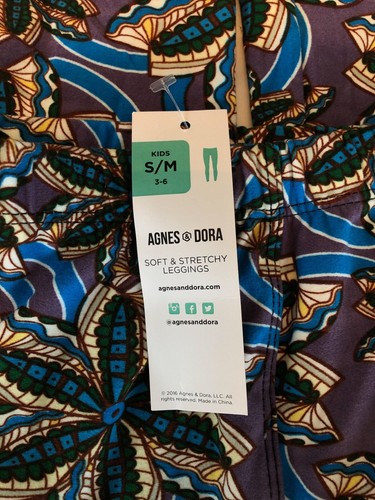 KIDS
S/M
3-6
AGNES & DORA
SOFT & STRETCHY
LEGGINGS
agnesanddora.com
@agnesanddora
© 2016 Agnes & Dora, LLC. All
rights reserved. Made in China